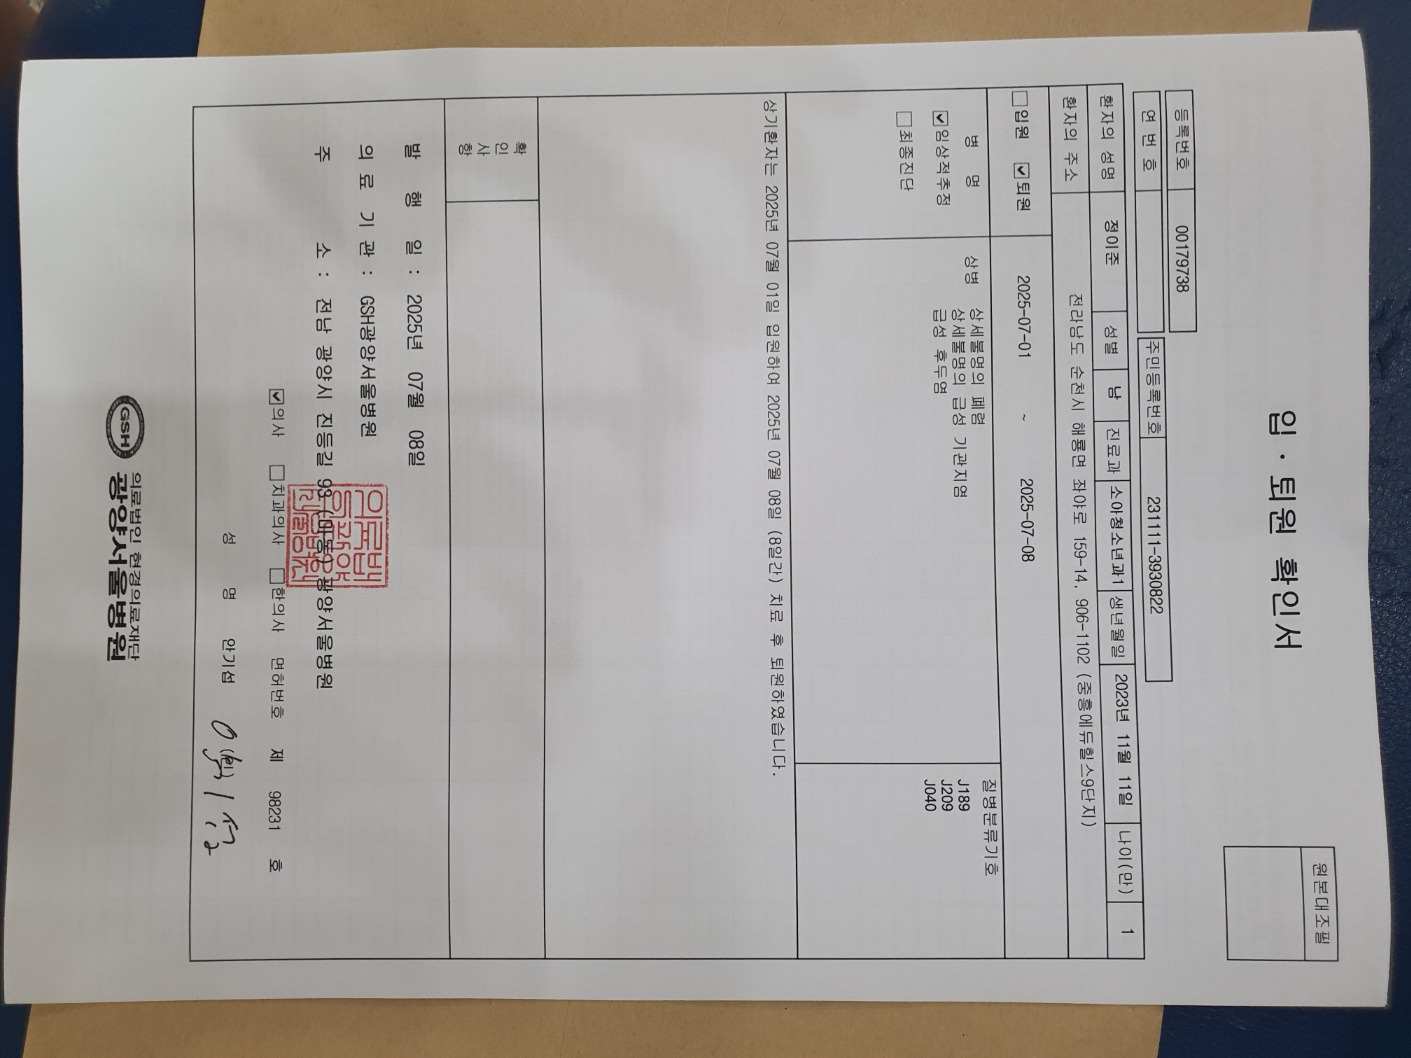 입 · 퇴원 확인서
원본대조필
등록번호 00179738
연 번 호 주민등록번호 231111-3930822
환자의 성명 정이준 성별 남 진료과 소아청소년과1 생년월일 2023년 11월 11일 나이(만) 1
환자의 주소 전라남도 순천시 해룡면 좌야로 159-14, 906-1102 (중흥에듀힐스9단지)
☐입원 ☑퇴원 2025-07-01 ~ 2025-07-08
병 명
☑임상적추정
☐최종진단
상병 상세불명의 폐렴
상세불명의 급성 기관지염
급성 후두염
질병분류기호
J189
J209
J040
상기환자는 2025년 07월 01일 입원하여 2025년 07월 08일 (8일간) 치료 후 퇴원하였습니다.
확인사항
발 행 일 : 2025년 07월 08일
의 료 기 관 : GSH광양서울병원
주 소 : 전남 광양시 진등길 93 (마동) 광양서울병원
☑의사 ☐치과의사 ☐한의사 면허번호 제 98231 호
성 명 안기섭 (인)
GSH 의료법인 현경의료재단
광양서울병원